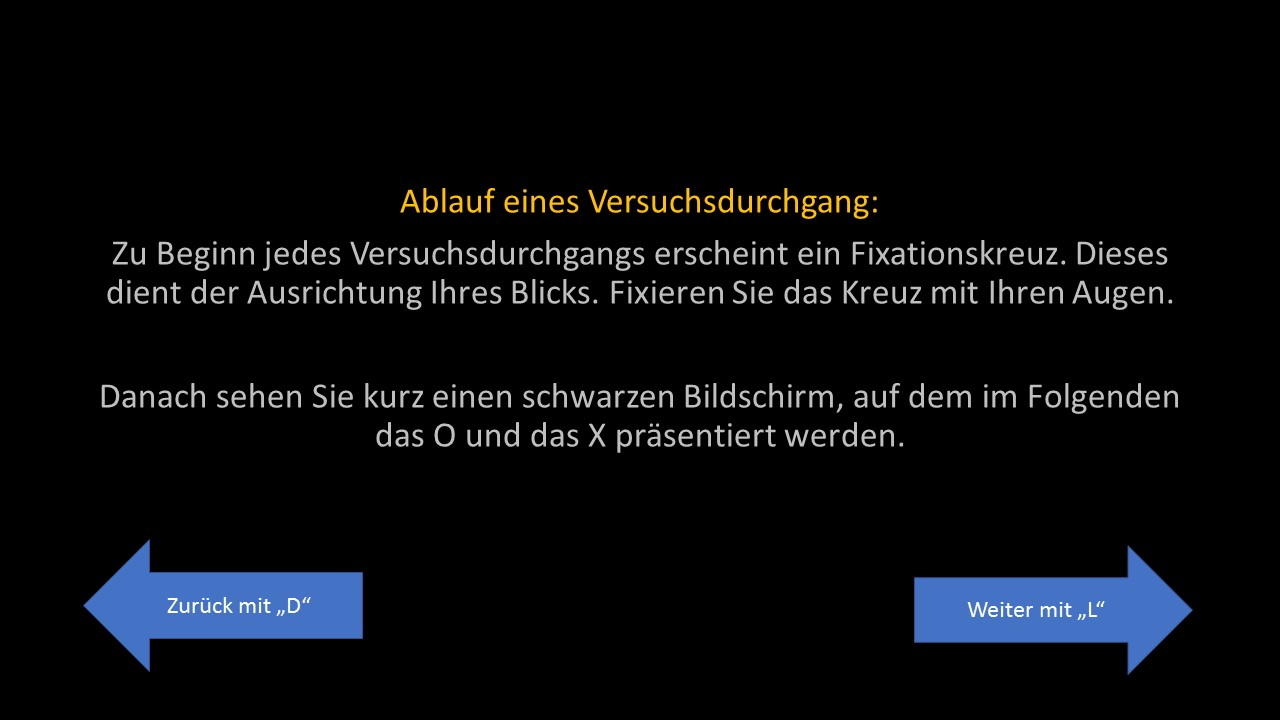 Ablauf eines Versuchsdurchgang:
Zu Beginn jedes Versuchsdurchgangs erscheint ein Fixationskreuz. Dieses
dient der Ausrichtung Ihres Blicks. Fixieren Sie das Kreuz mit Ihren Augen.
Danach sehen Sie kurz einen schwarzen Bildschirm, auf dem im Folgenden
das O und das X präsentiert werden.
Zurück mit „D“
Weiter mit „L“